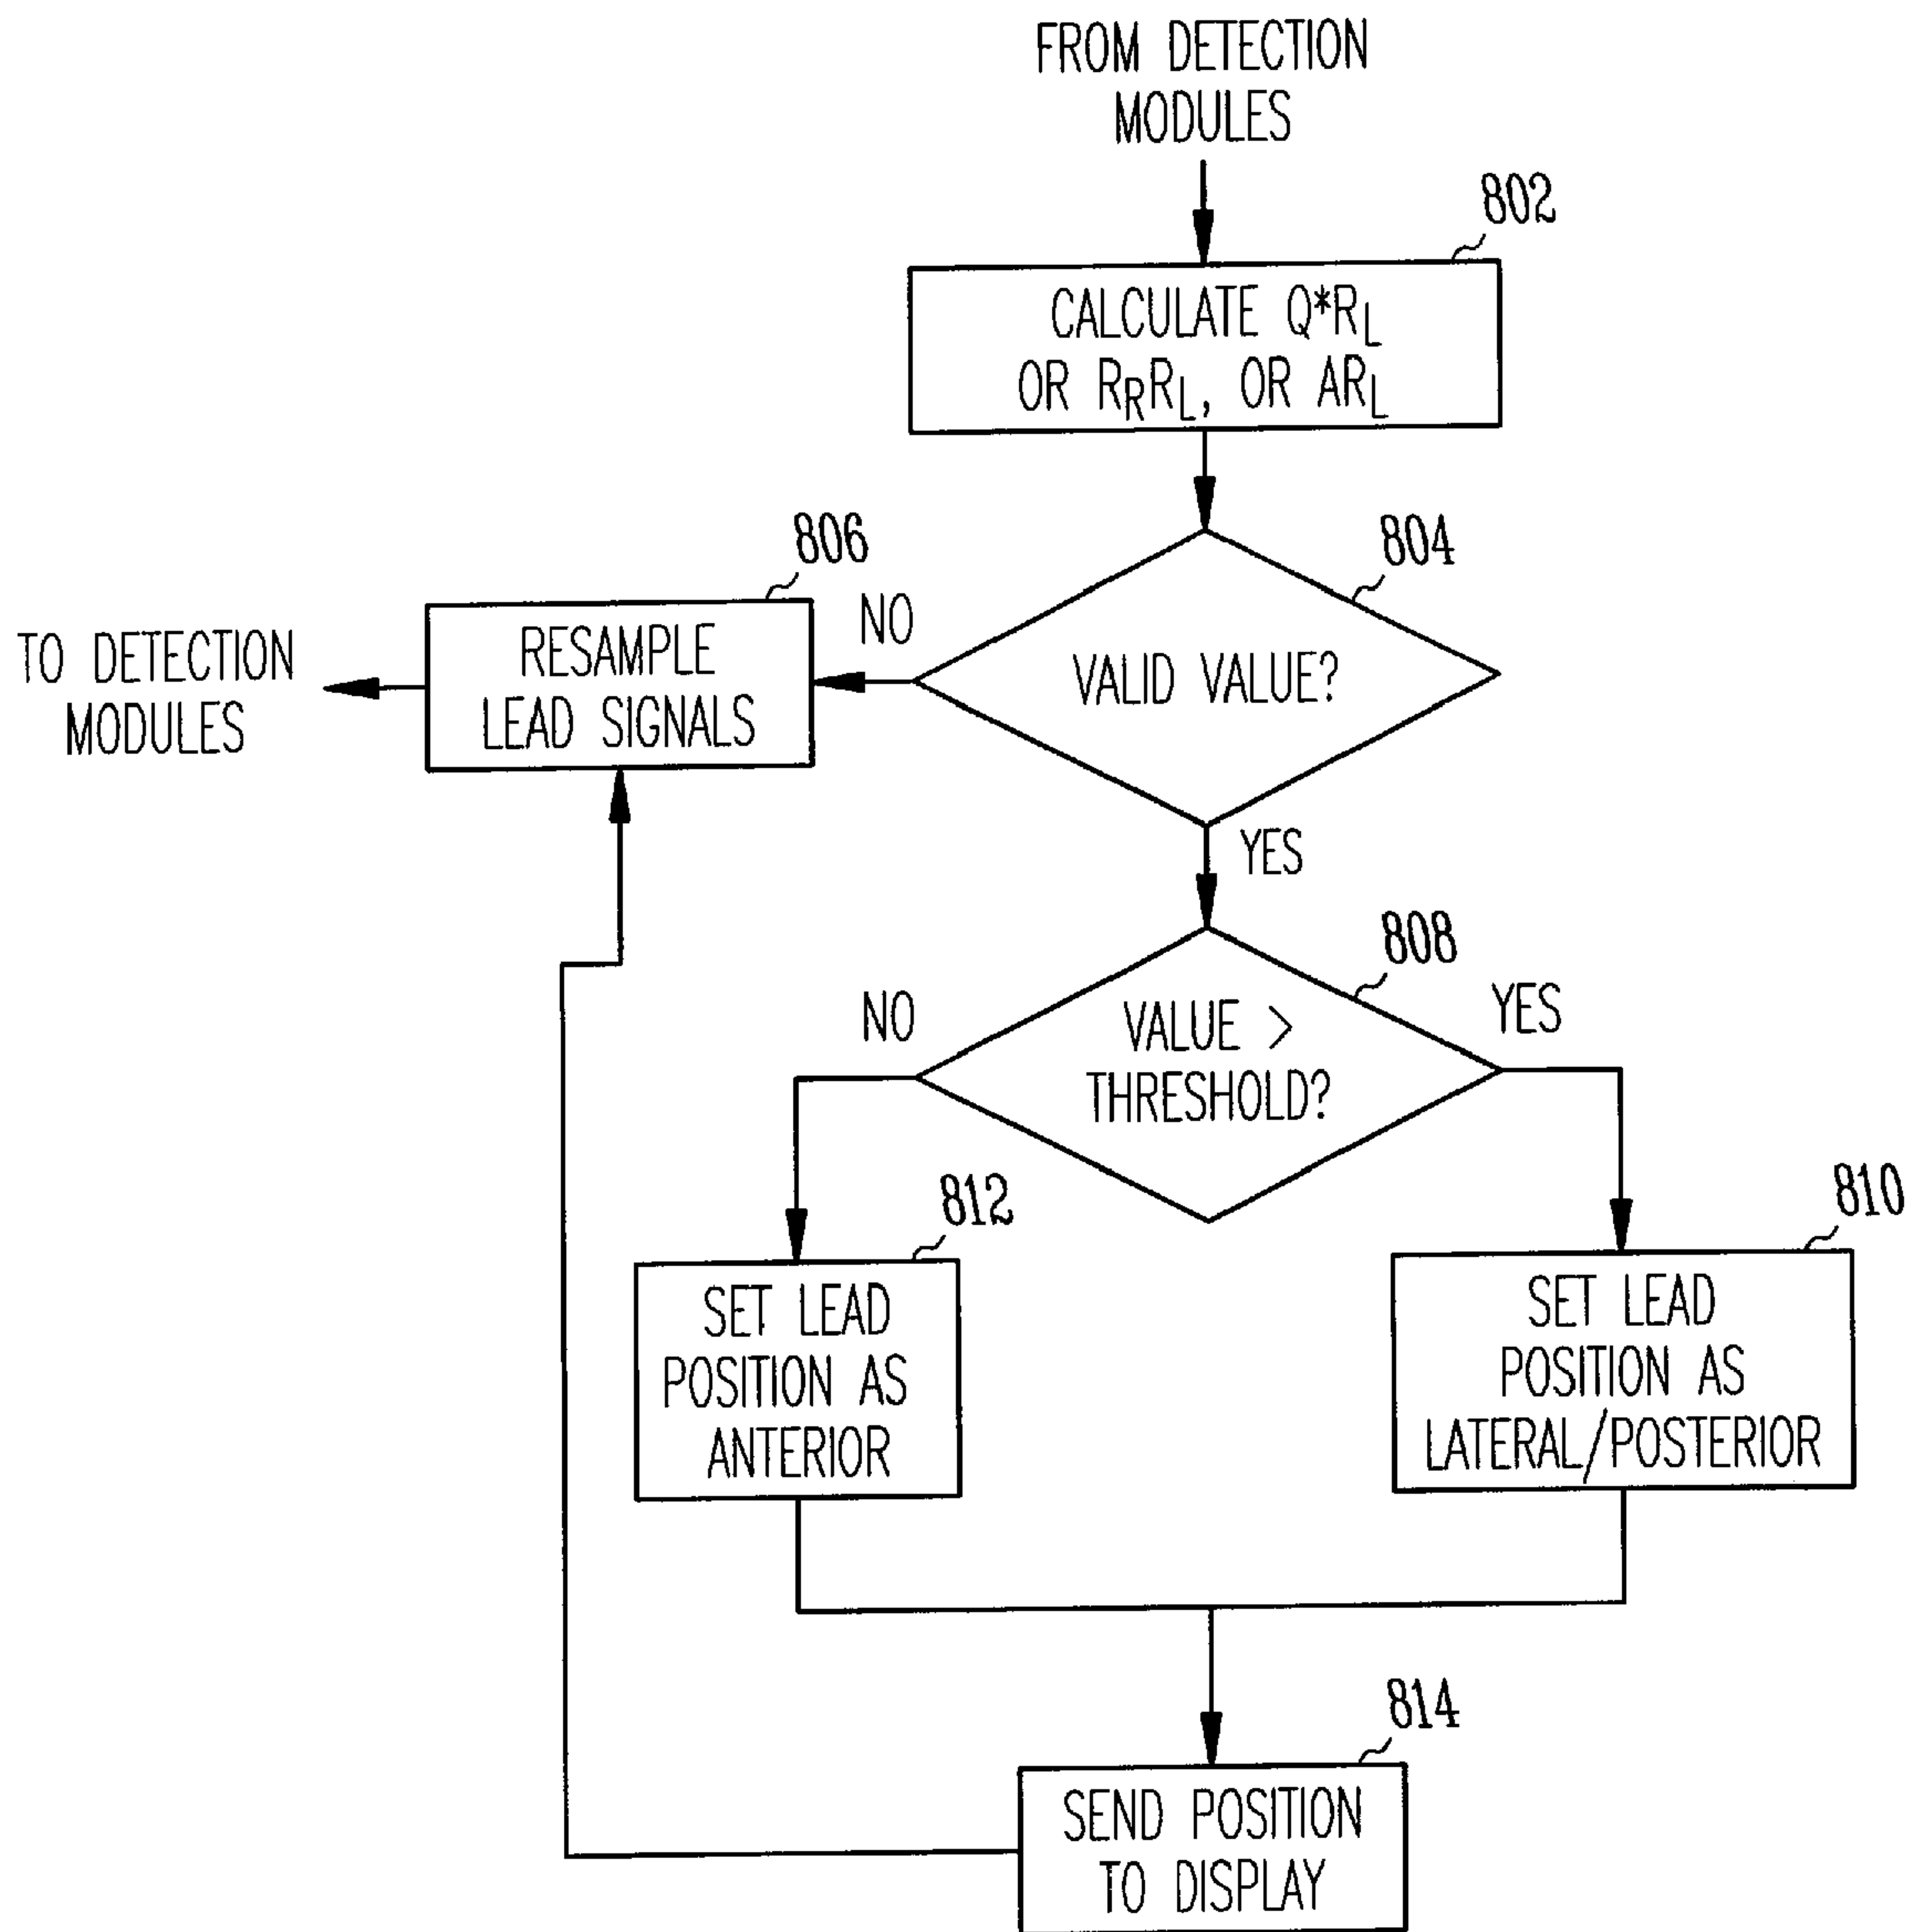 FROM DETECTION
MODULES
802
CALCULATE Q*RL
OR RRRL, OR ARL
804
VALID VALUE?
NO
806
RESAMPLE
LEAD SIGNALS
TO DETECTION
MODULES
YES
808
VALUE >
THRESHOLD?
NO
YES
812
SET LEAD
POSITION AS
ANTERIOR
810
SET LEAD
POSITION AS
LATERAL/POSTERIOR
814
SEND POSITION
TO DISPLAY